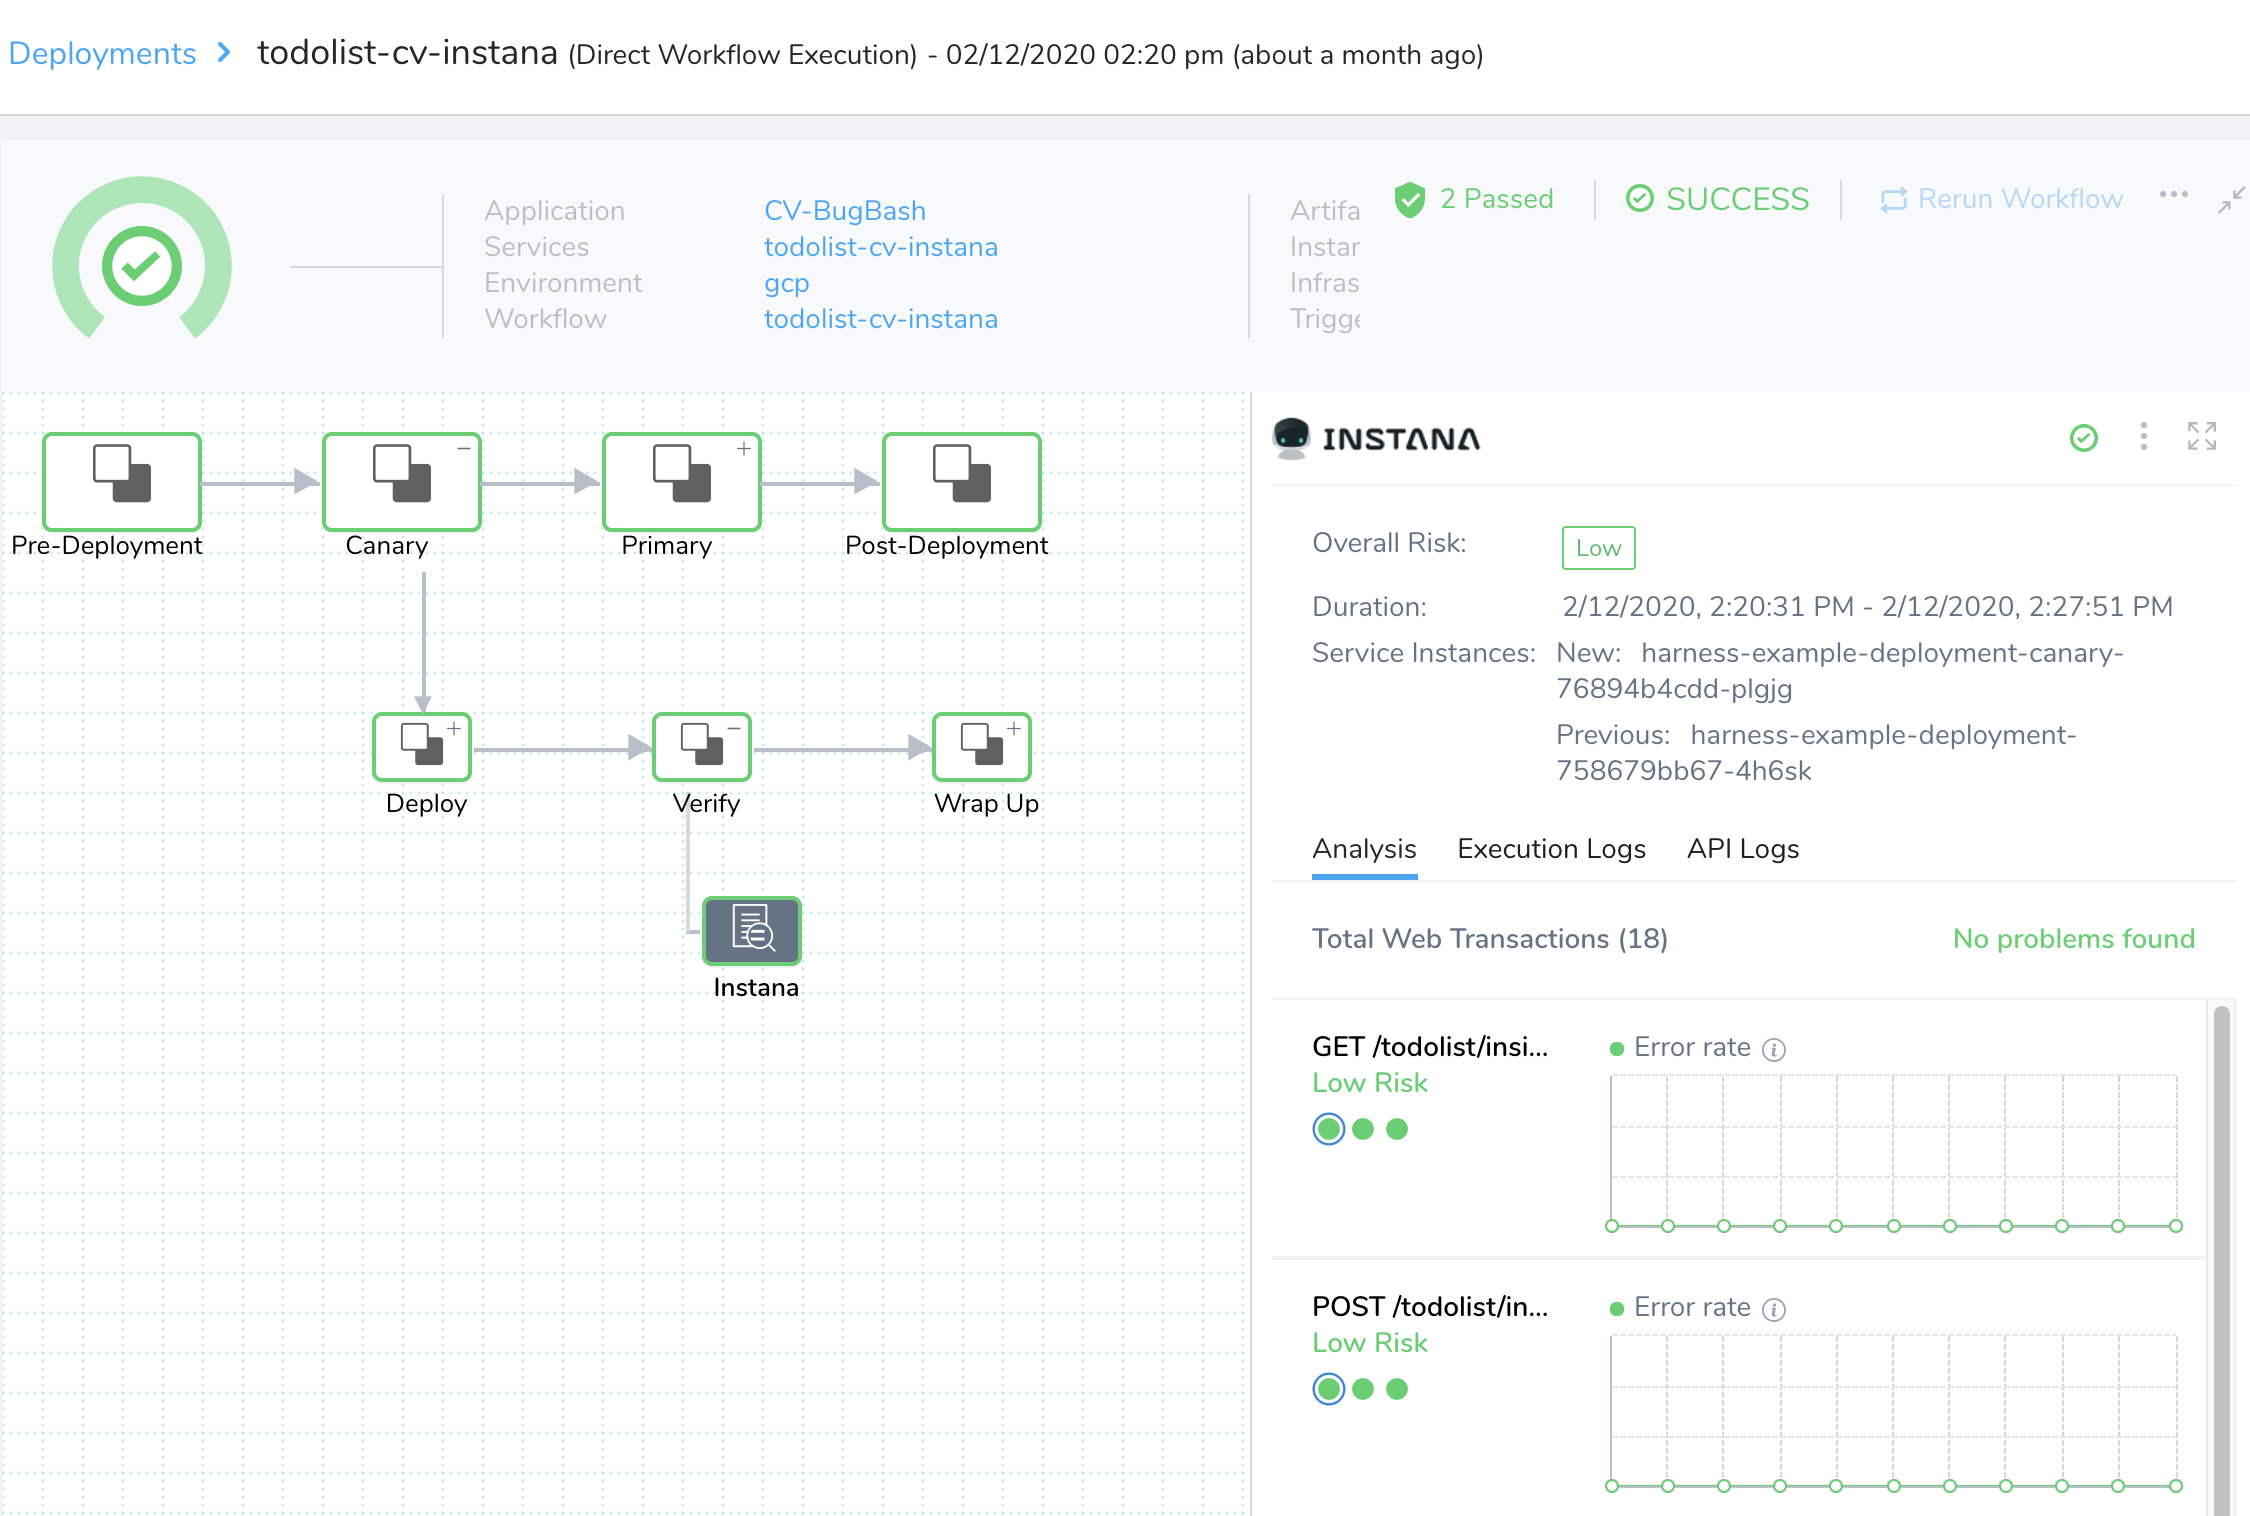 Deployments > todolist-cv-instana (Direct Workflow Execution) - 02/12/2020 02:20 pm (about a month ago)
Application CV-BugBash
Services todolist-cv-instana
Environment gcp
Workflow todolist-cv-instana
Artifa
Instan
Infras
Trigge
2 Passed
SUCCESS
Rerun Workflow
Pre-Deployment
Canary
Primary
Post-Deployment
Deploy
Verify
Wrap Up
Instana
INSTANA
Overall Risk: Low
Duration: 2/12/2020, 2:20:31 PM - 2/12/2020, 2:27:51 PM
Service Instances: New: harness-example-deployment-canary-
76894b4cdd-plgjg
Previous: harness-example-deployment-
758679bb67-4h6sk
Analysis Execution Logs API Logs
Total Web Transactions (18) No problems found
GET /todolist/insi... Error rate
Low Risk
POST /todolist/in... Error rate
Low Risk